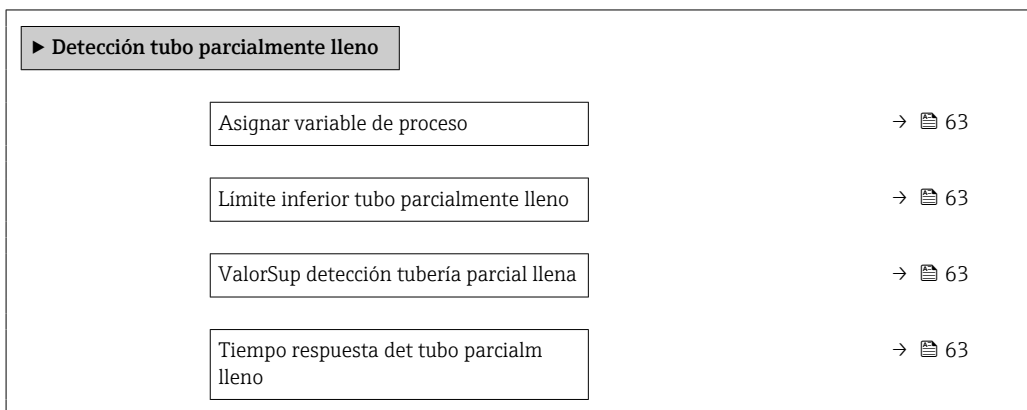 ▶ Detección tubo parcialmente lleno
Asignar variable de proceso → 63
Límite inferior tubo parcialmente lleno → 63
ValorSup detección tubería parcial llena → 63
Tiempo respuesta det tubo parcialm → 63
lleno